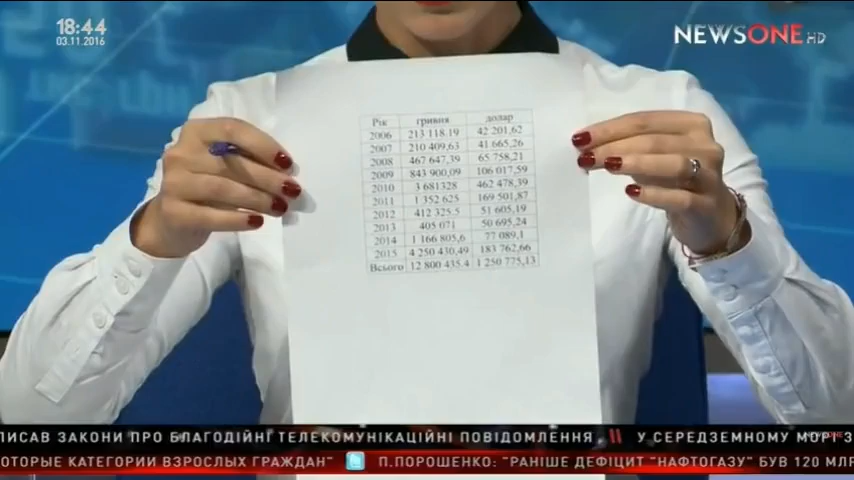 18:44
03.11.2016
NEWSONE HD
Рік гривня долар
2006 213 118.19 42 201,62
2007 210 409,63 41 665,26
2008 467 647,39 65 758,21
2009 843 900,09 106 017,59
2010 3 681328 462 478,39
2011 1 352 625 169 501,87
2012 412 325.5 51 605,19
2013 405 071 50 695,24
2014 1 166 805,6 77 089,1
2015 4 250 430,49 183 762,66
Всього 12 800 435.4 1 250 775,13
ПИСАВ ЗАКОНИ ПРО БЛАГОДІЙНІ ТЕЛЕКОМУНІКАЦІЙНІ ПОВІДОМЛЕННЯ У СЕРЕДЗЕМНОМУ МОРІ З
ОТОРЫЕ КАТЕГОРИИ ВЗРОСЛЫХ ГРАЖДАН" П.ПОРОШЕНКО: "РАНІШЕ ДЕФІЦИТ "НАФТОГАЗУ" БУВ 120 МЛР